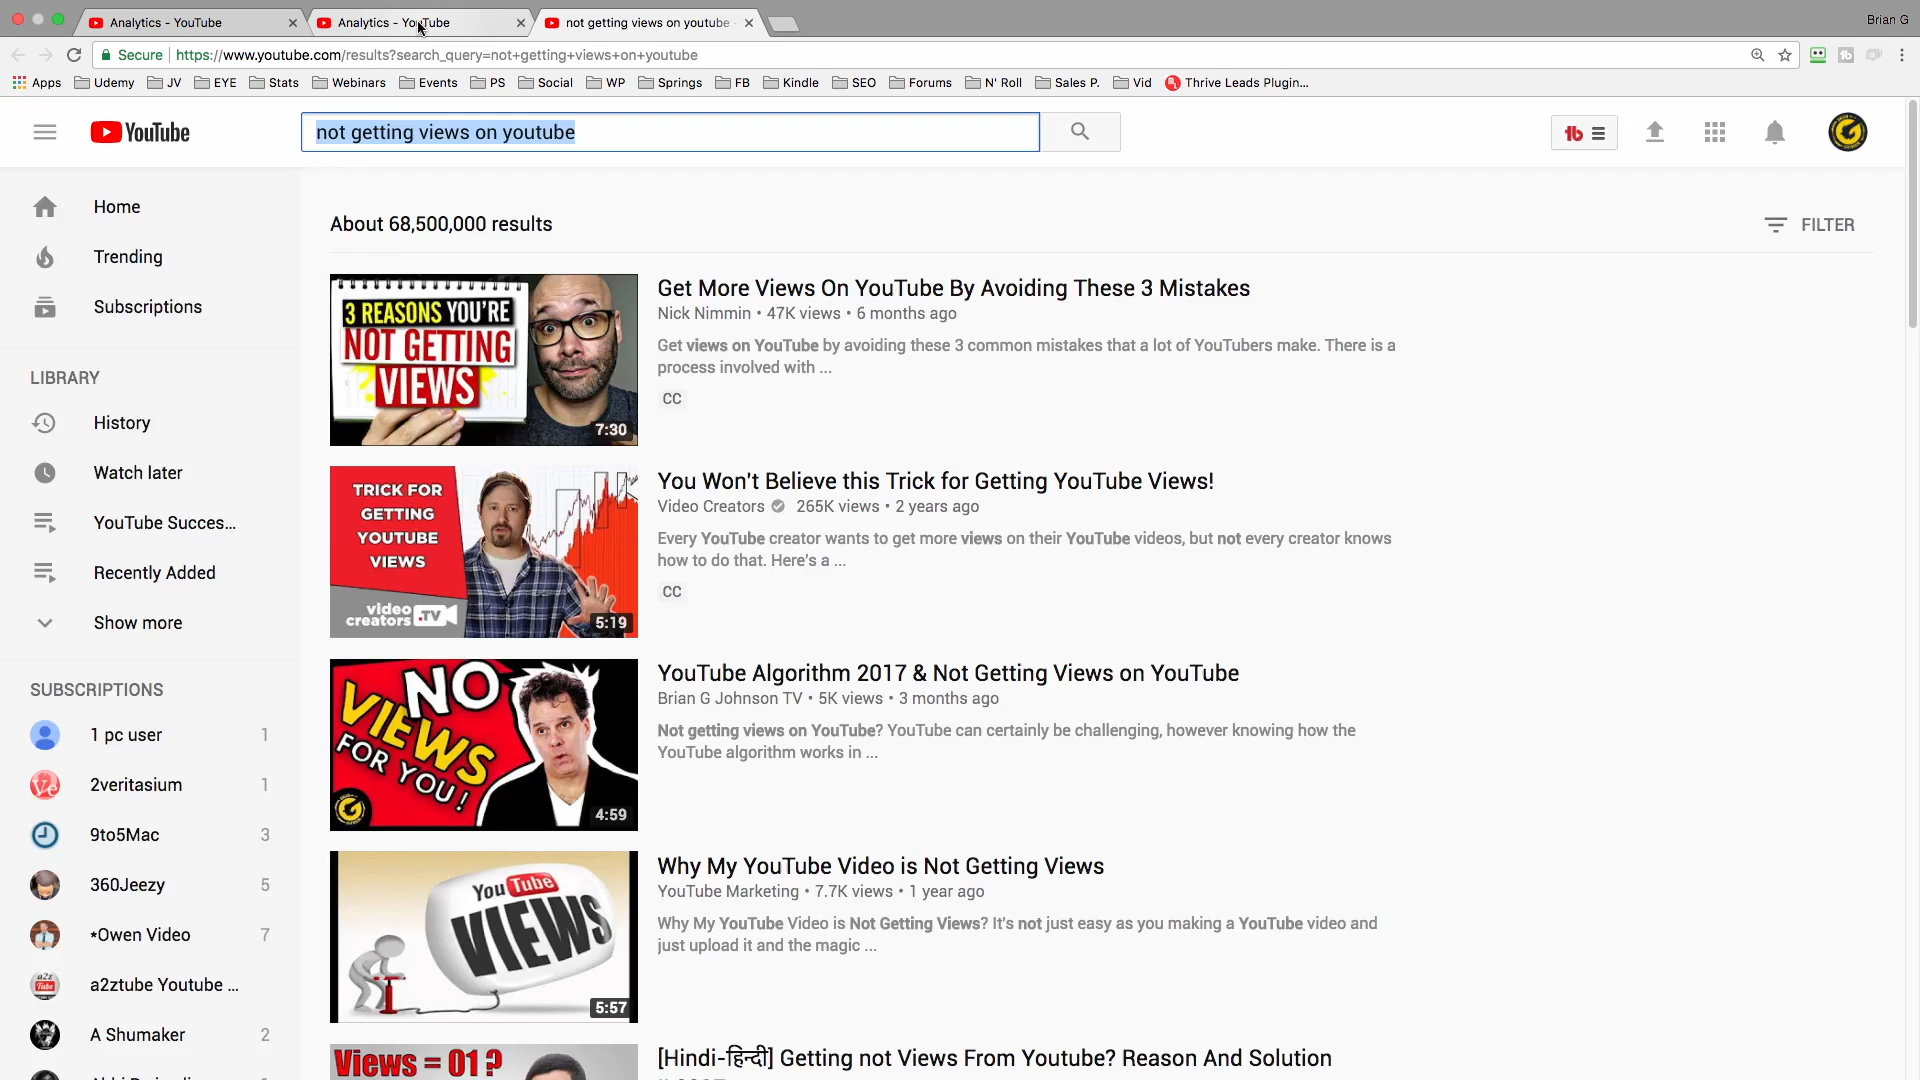 Analytics - YouTube
Analytics - YouTube
not getting views on youtube
Brian G
Secure https://www.youtube.com/results?search_query=not+getting+views+on+youtube
Apps Udemy JV EYE Stats Webinars Events PS Social WP Springs FB Kindle SEO Forums N' Roll Sales P. Vid Thrive Leads Plugin...
YouTube
not getting views on youtube
tb
Home
Trending
Subscriptions
LIBRARY
History
Watch later
YouTube Succes...
Recently Added
Show more
SUBSCRIPTIONS
1 pc user 1
2veritasium 1
9to5Mac 3
360Jeezy 5
*Owen Video 7
a2ztube Youtube ...
A Shumaker 2
About 68,500,000 results
FILTER
3 REASONS YOU'RE
NOT GETTING
VIEWS
7:30
Get More Views On YouTube By Avoiding These 3 Mistakes
Nick Nimmin • 47K views • 6 months ago
Get views on YouTube by avoiding these 3 common mistakes that a lot of YouTubers make. There is a
process involved with ...
CC
TRICK FOR
GETTING
YOUTUBE
VIEWS
video
creators .TV
5:19
You Won't Believe this Trick for Getting YouTube Views!
Video Creators 265K views • 2 years ago
Every YouTube creator wants to get more views on their YouTube videos, but not every creator knows
how to do that. Here's a ...
CC
NO
VIEWS
FOR YOU!
4:59
YouTube Algorithm 2017 & Not Getting Views on YouTube
Brian G Johnson TV • 5K views • 3 months ago
Not getting views on YouTube? YouTube can certainly be challenging, however knowing how the
YouTube algorithm works in ...
YouTube
VIEWS
5:57
Why My YouTube Video is Not Getting Views
YouTube Marketing • 7.7K views • 1 year ago
Why My YouTube Video is Not Getting Views? It's not just easy as you making a YouTube video and
just upload it and the magic ...
Views = 01 ?
[Hindi-हिन्दी] Getting not Views From Youtube? Reason And Solution